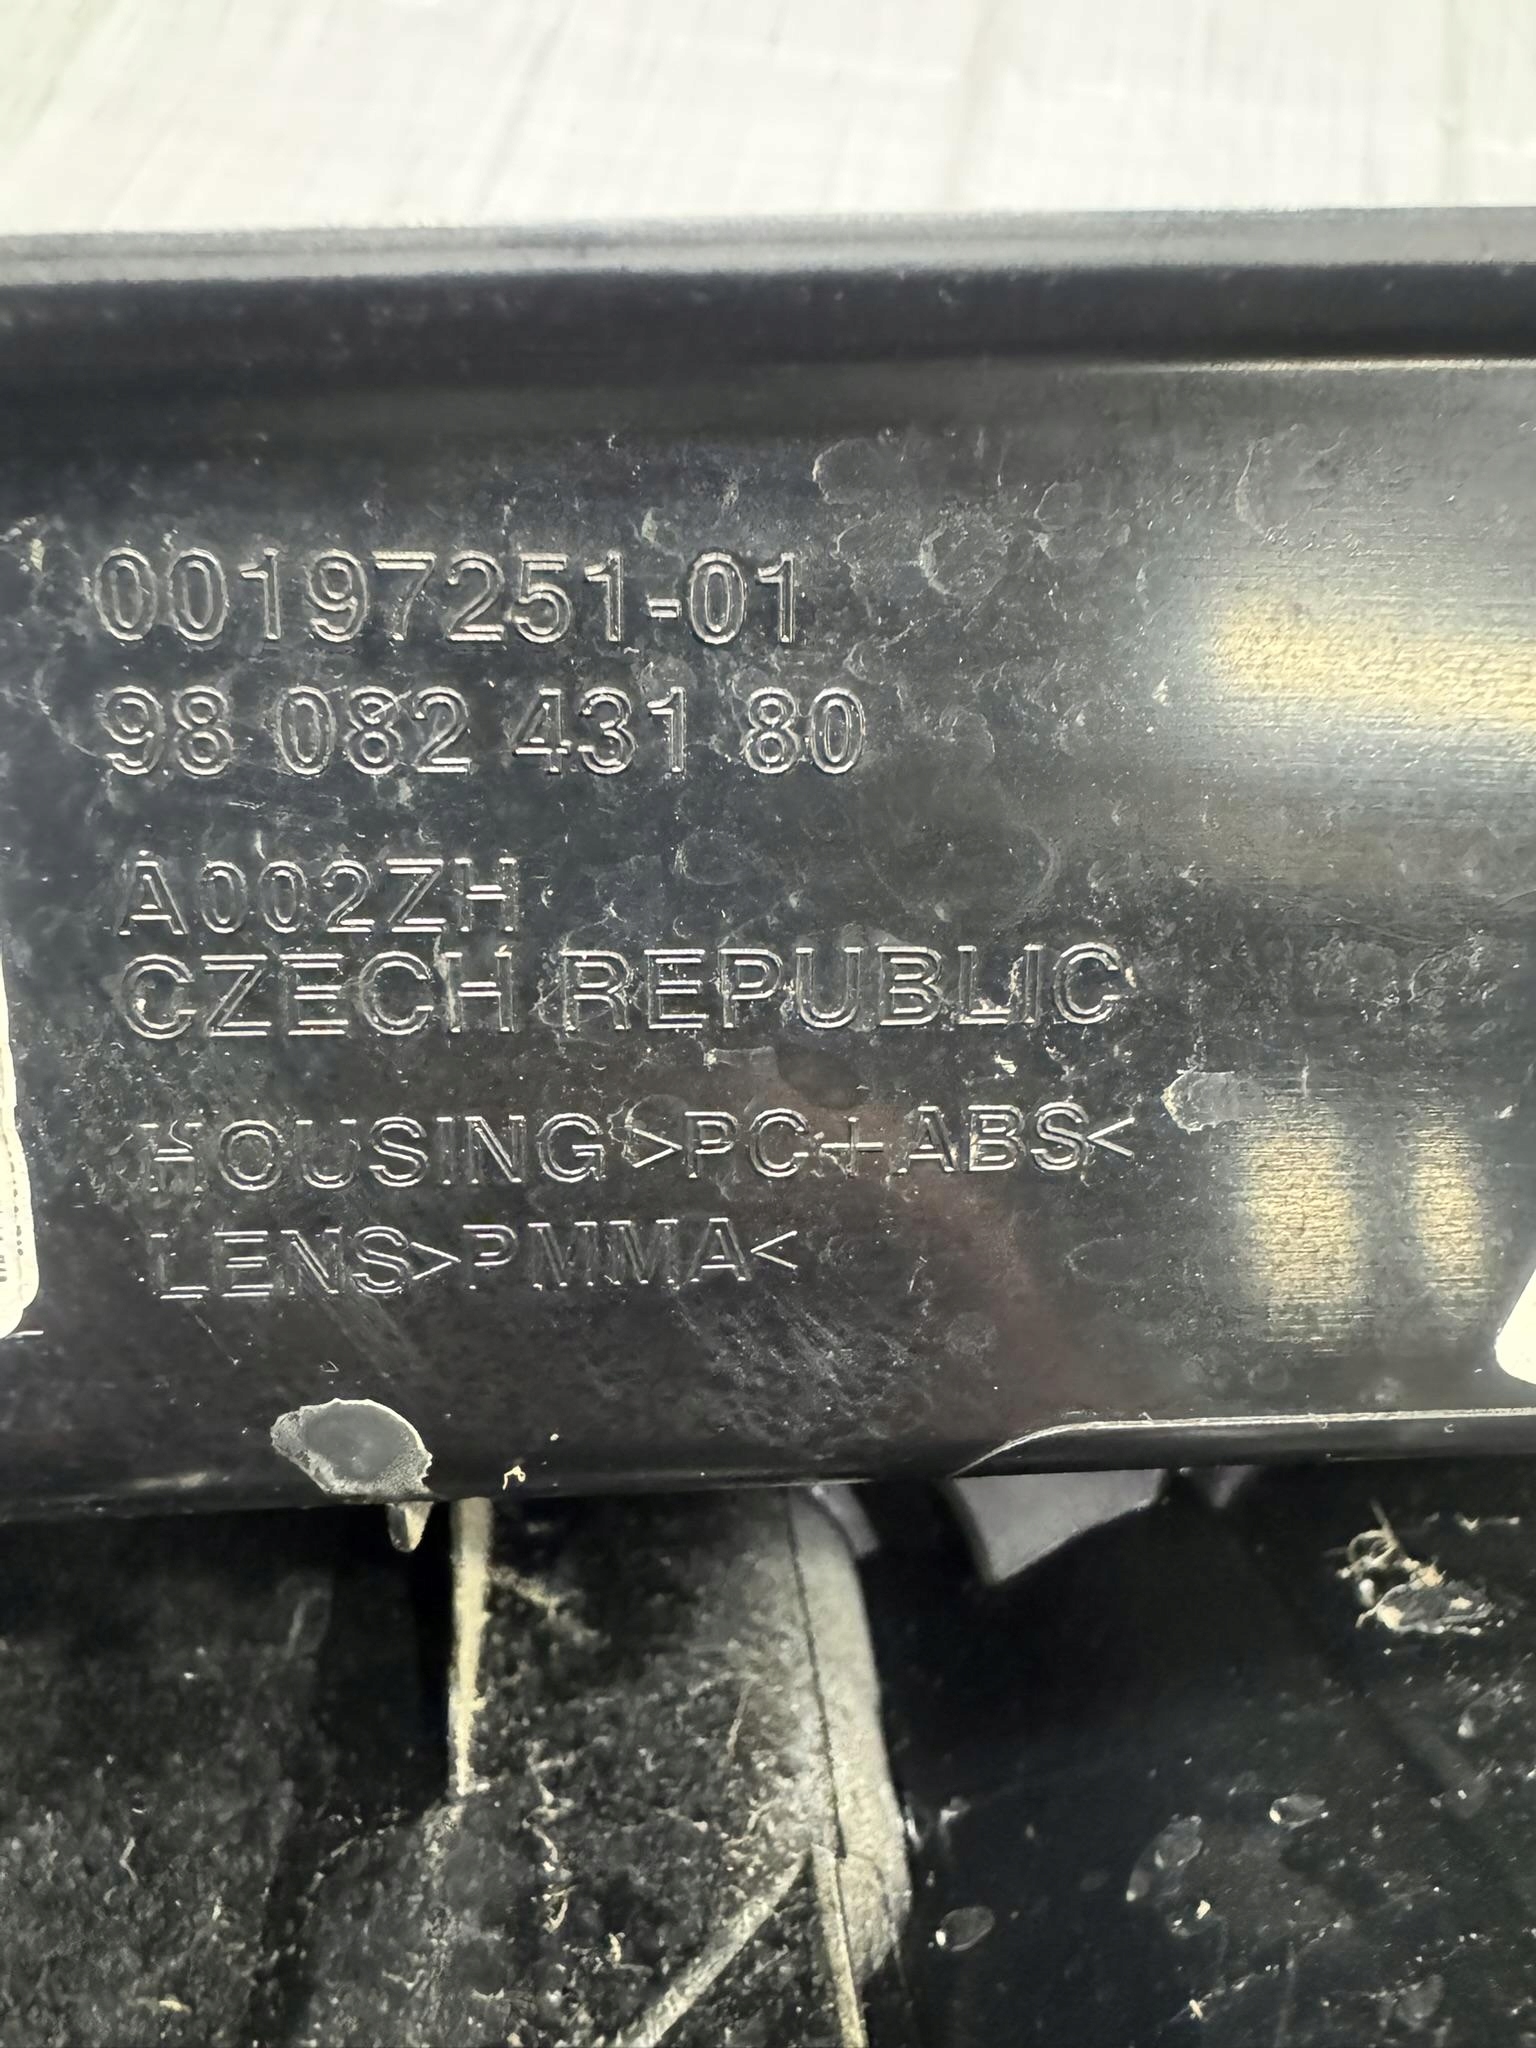 00197251-01
98 082 431 80
A002ZH
CZECH REPUBLIC
HOUSING>PC+ABS<
LENS>PMMA<